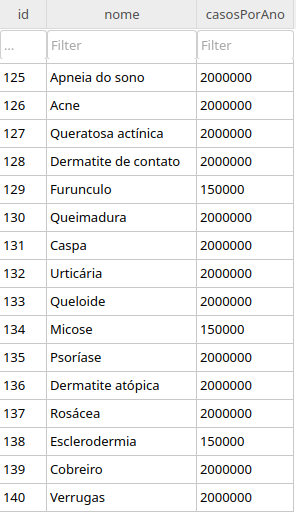 id nome casosPorAno
... Filter Filter
125 Apneia do sono 2000000
126 Acne 2000000
127 Queratosa actínica 2000000
128 Dermatite de contato 2000000
129 Furunculo 150000
130 Queimadura 2000000
131 Caspa 2000000
132 Urticária 2000000
133 Queloide 2000000
134 Micose 150000
135 Psoríase 2000000
136 Dermatite atópica 2000000
137 Rosácea 2000000
138 Esclerodermia 150000
139 Cobreiro 2000000
140 Verrugas 2000000